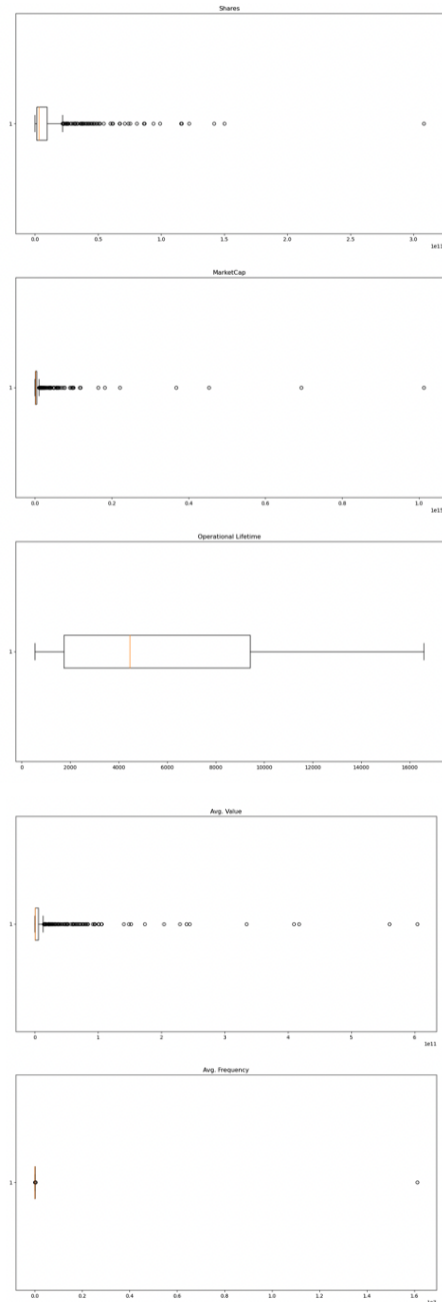 Shares
1
0.0 0.5 1.0 1.5 2.0 2.5 3.0
1e11
MarketCap
1
0.0 0.2 0.4 0.6 0.8 1.0
1e15
Operational Lifetime
1
0 2000 4000 6000 8000 10000 12000 14000 16000
Avg. Value
1
0 1 2 3 4 5 6
1e11
Avg. Frequency
1
0.0 0.2 0.4 0.6 0.8 1.0 1.2 1.4 1.6